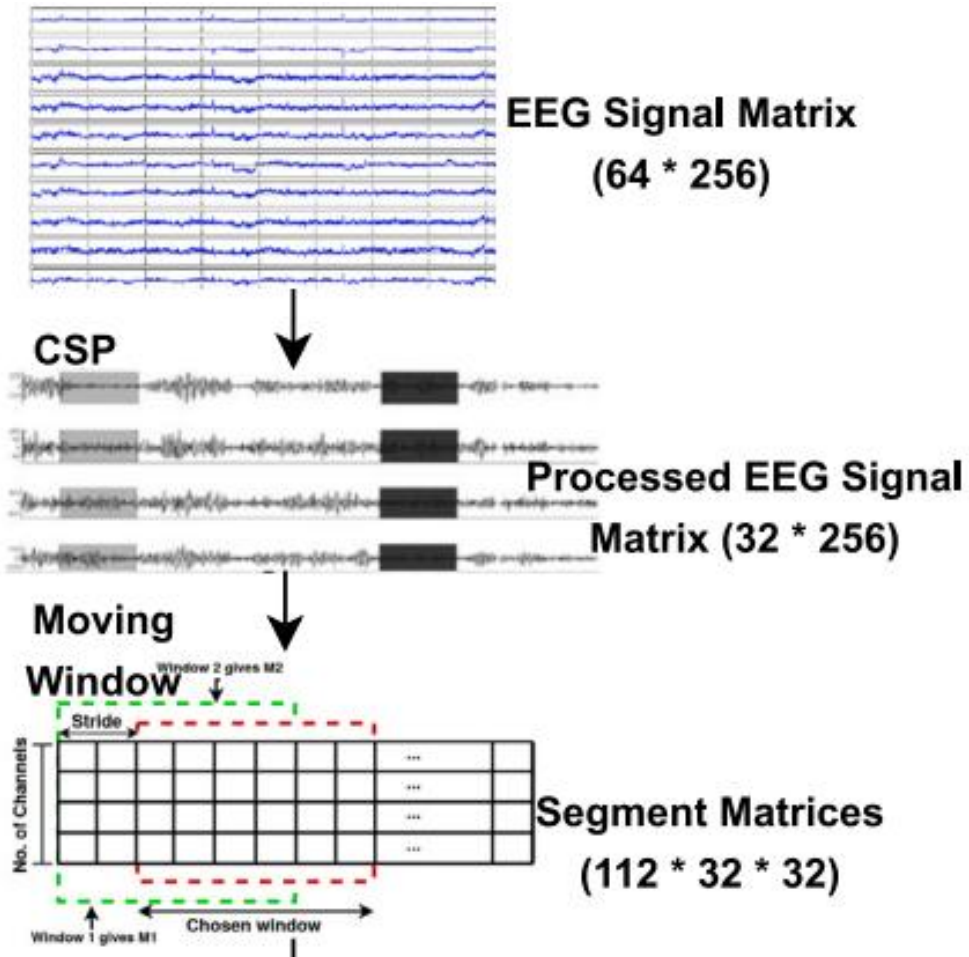 EEG Signal Matrix
(64 * 256)
CSP
Processed EEG Signal
Matrix (32 * 256)
Moving
Window
Window 2 gives M2
Stride
No. of Channels
...
...
...
...
Segment Matrices
(112 * 32 * 32)
Chosen window
Window 1 gives M1